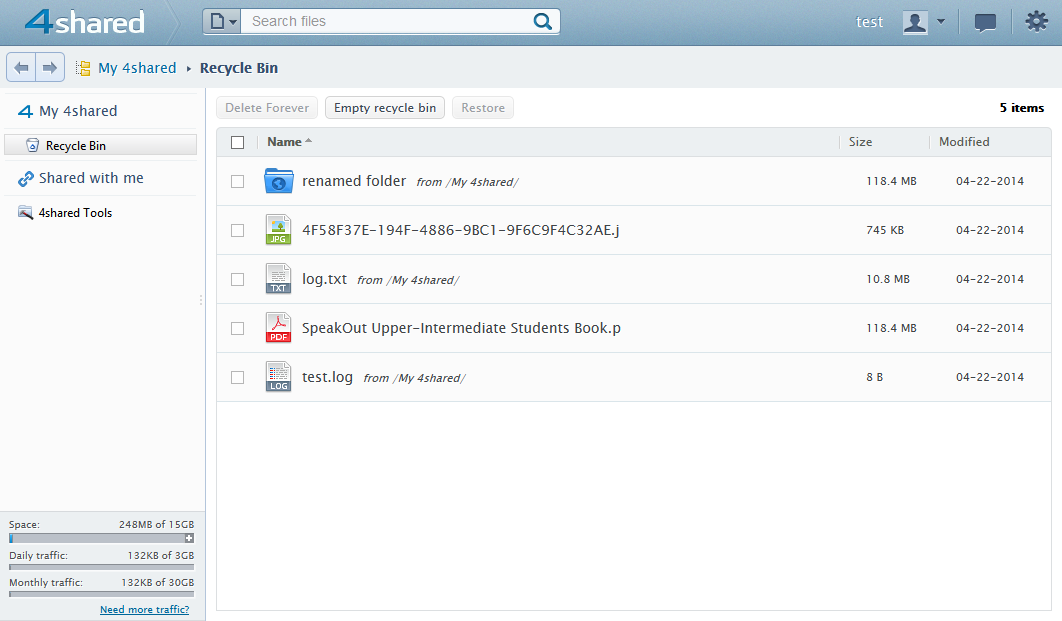 4shared
Search files
test
My 4shared ▸ Recycle Bin
My 4shared
Recycle Bin
Shared with me
4shared Tools
Delete Forever Empty recycle bin Restore 5 items
Name Size Modified
renamed folder from /My 4shared/ 118.4 MB 04-22-2014
JPG 4F58F37E-194F-4886-9BC1-9F6C9F4C32AE.j 745 KB 04-22-2014
TXT log.txt from /My 4shared/ 10.8 MB 04-22-2014
PDF SpeakOut Upper-Intermediate Students Book.p 118.4 MB 04-22-2014
LOG test.log from /My 4shared/ 8 B 04-22-2014
Space: 248MB of 15GB
Daily traffic: 132KB of 3GB
Monthly traffic: 132KB of 30GB
Need more traffic?